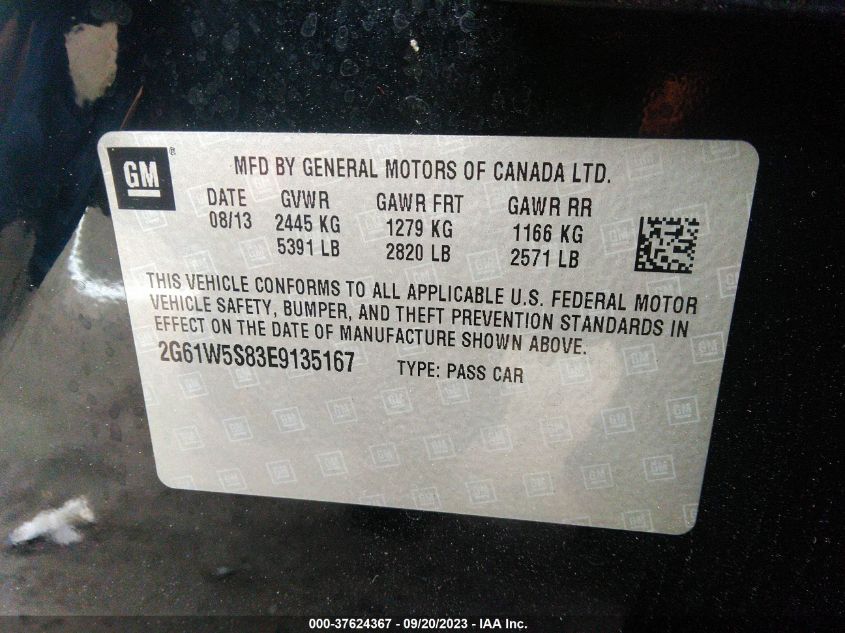 GM ®
MFD BY GENERAL MOTORS OF CANADA LTD.
DATE GVWR GAWR FRT GAWR RR
08/13 2445 KG 1279 KG 1166 KG
5391 LB 2820 LB 2571 LB
THIS VEHICLE CONFORMS TO ALL APPLICABLE U.S. FEDERAL MOTOR
VEHICLE SAFETY, BUMPER, AND THEFT PREVENTION STANDARDS IN
EFFECT ON THE DATE OF MANUFACTURE SHOWN ABOVE.
2G61W5S83E9135167 TYPE: PASS CAR
000-37624367 - 09/20/2023 - IAA Inc.